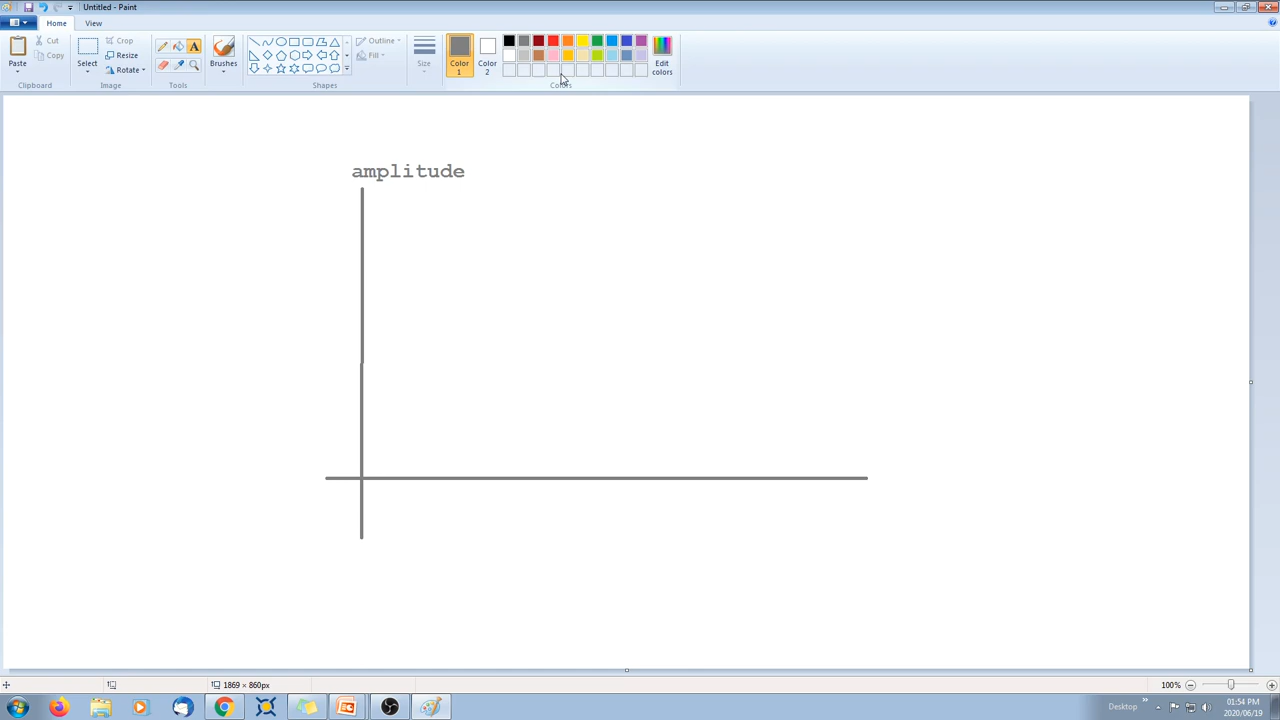 Untitled - Paint
Home
View
Paste
Cut
Copy
Clipboard
Select
Crop
Resize
Rotate
Image
A
Tools
Brushes
Outline
Fill
Shapes
Size
Color 1
Color 2
Edit colors
Colors
amplitude
1869 × 860px
100%
Desktop
01:54 PM
2020/06/19